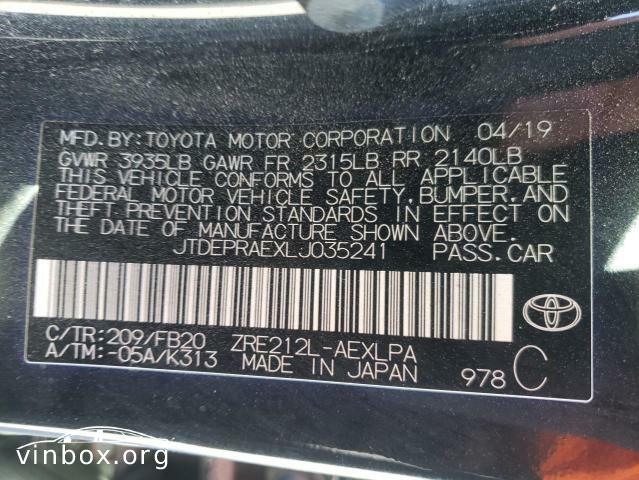 MFD.BY:TOYOTA MOTOR CORPORATION 04/19
GVWR 3935LB GAWR FR 2315LB RR 2140LB
THIS VEHICLE CONFORMS TO ALL APPLICABLE
FEDERAL MOTOR VEHICLE SAFETY,BUMPER,AND
THEFT PREVENTION STANDARDS IN EFFECT ON
THE DATE OF MANUFACTURE SHOWN ABOVE.
JTDEPRAEXLJ035241 PASS.CAR
C/TR:209/FB20 ZRE212L-AEXLPA
A/TM:-05A/K313 MADE IN JAPAN 978 C
vinbox.org